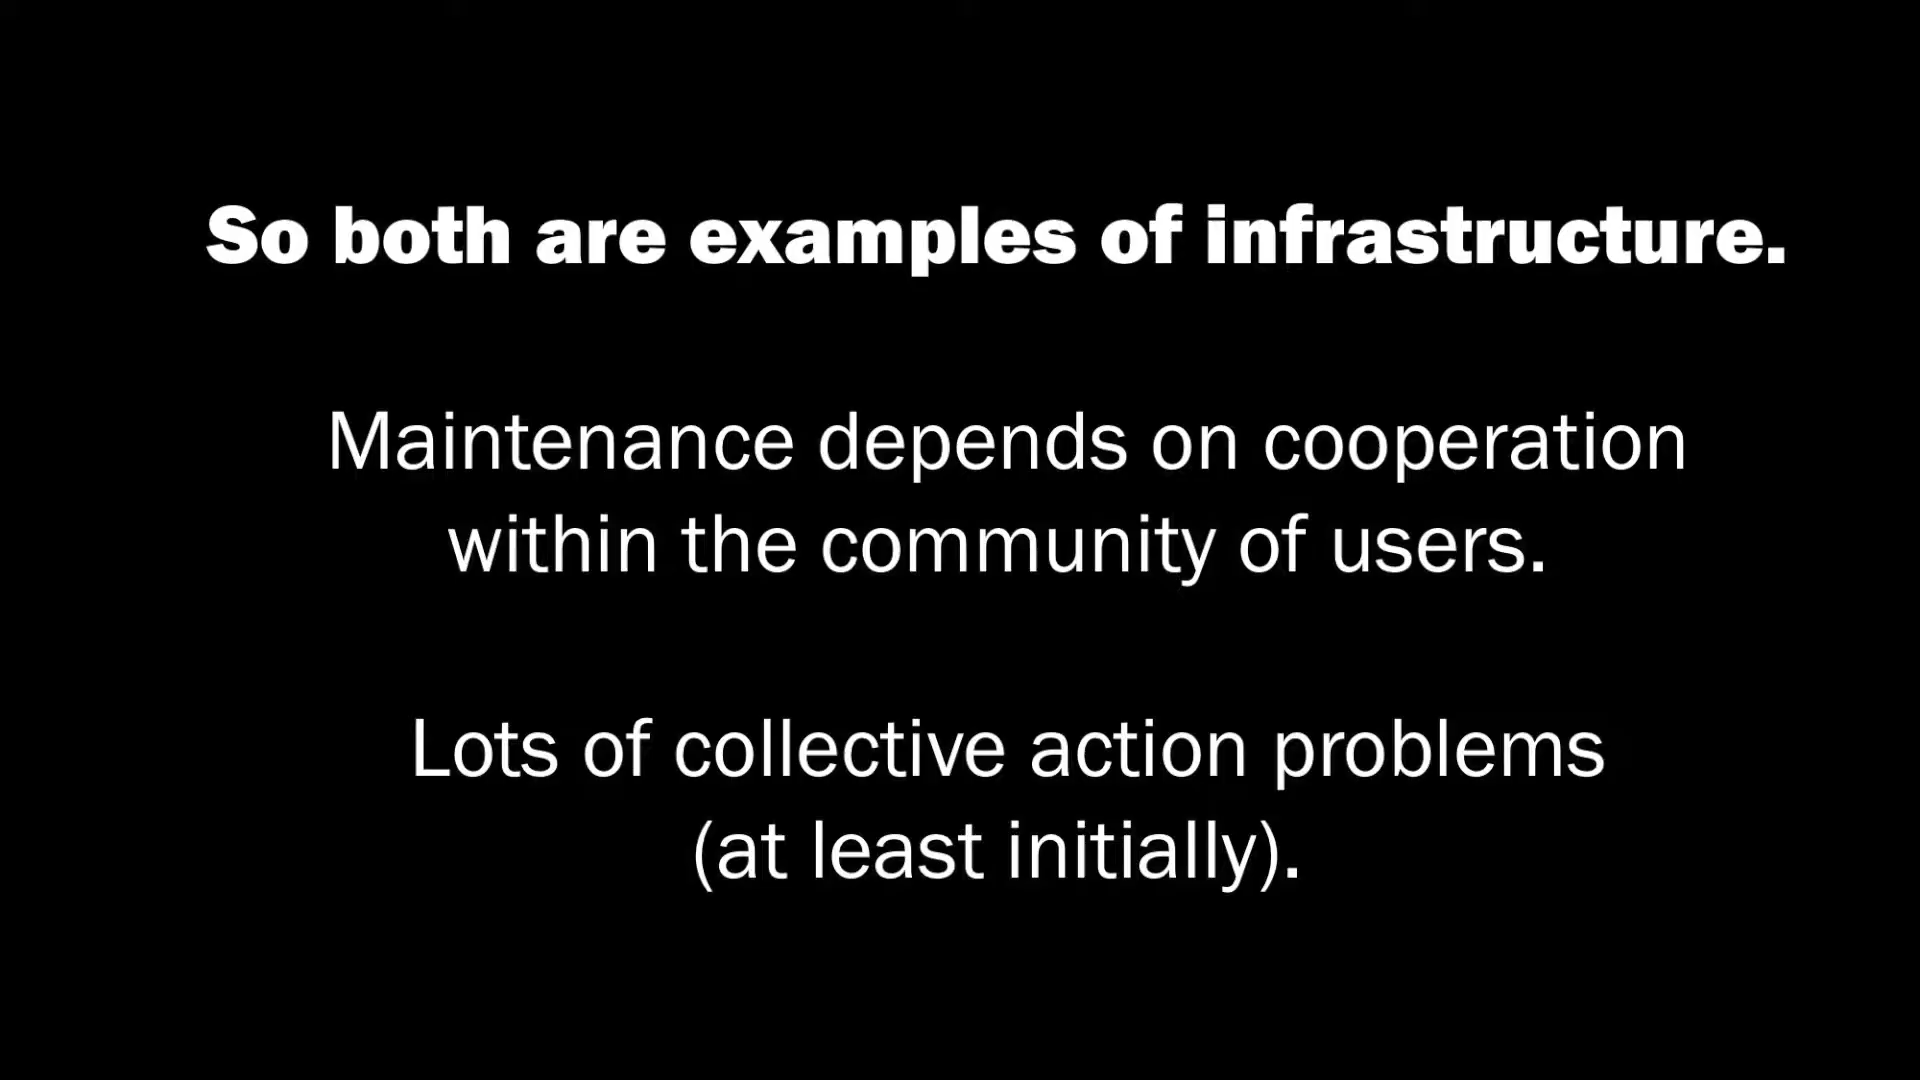 So both are examples of infrastructure.
Maintenance depends on cooperation
within the community of users.
Lots of collective action problems
(at least initially).